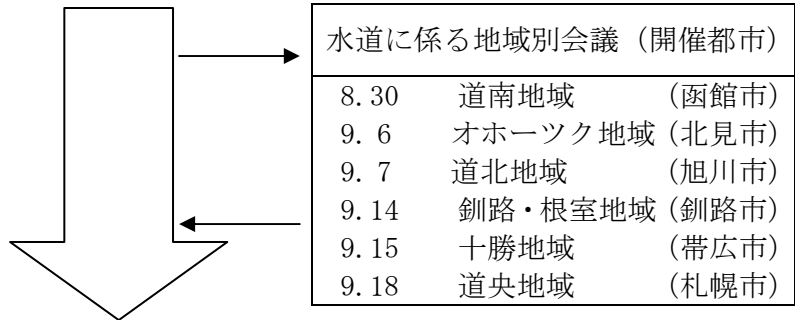 水道に係る地域別会議（開催都市）
8.30 道南地域 （函館市）
9. 6 オホーツク地域（北見市）
9. 7 道北地域 （旭川市）
9.14 釧路・根室地域（釧路市）
9.15 十勝地域 （帯広市）
9.18 道央地域 （札幌市）